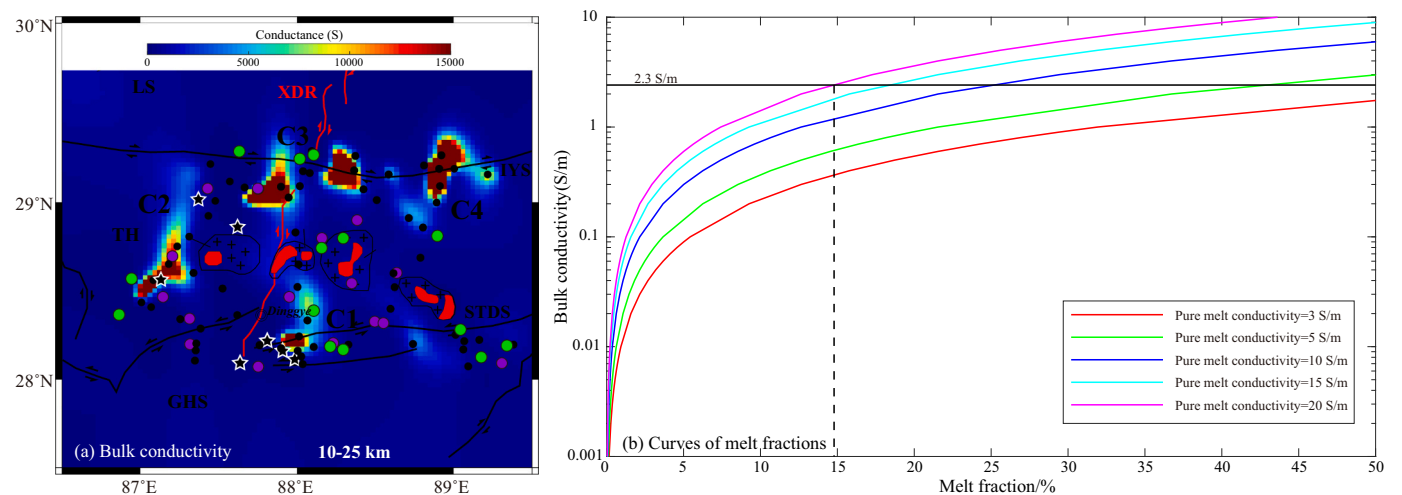 30°N
29°N
28°N
Conductance (S)
0 5000 10000 15000
LS
XDR
C3
IYS
C2
C4
TH
Dinggye
C1
STDS
GHS
(a) Bulk conductivity
10-25 km
87°E 88°E 89°E
Bulk conductivity(S/m)
10
1
0.1
0.01
0.001
2.3 S/m
Pure melt conductivity=3 S/m
Pure melt conductivity=5 S/m
Pure melt conductivity=10 S/m
Pure melt conductivity=15 S/m
Pure melt conductivity=20 S/m
(b) Curves of melt fractions
0 5 10 15 20 25 30 35 40 45 50
Melt fraction/%